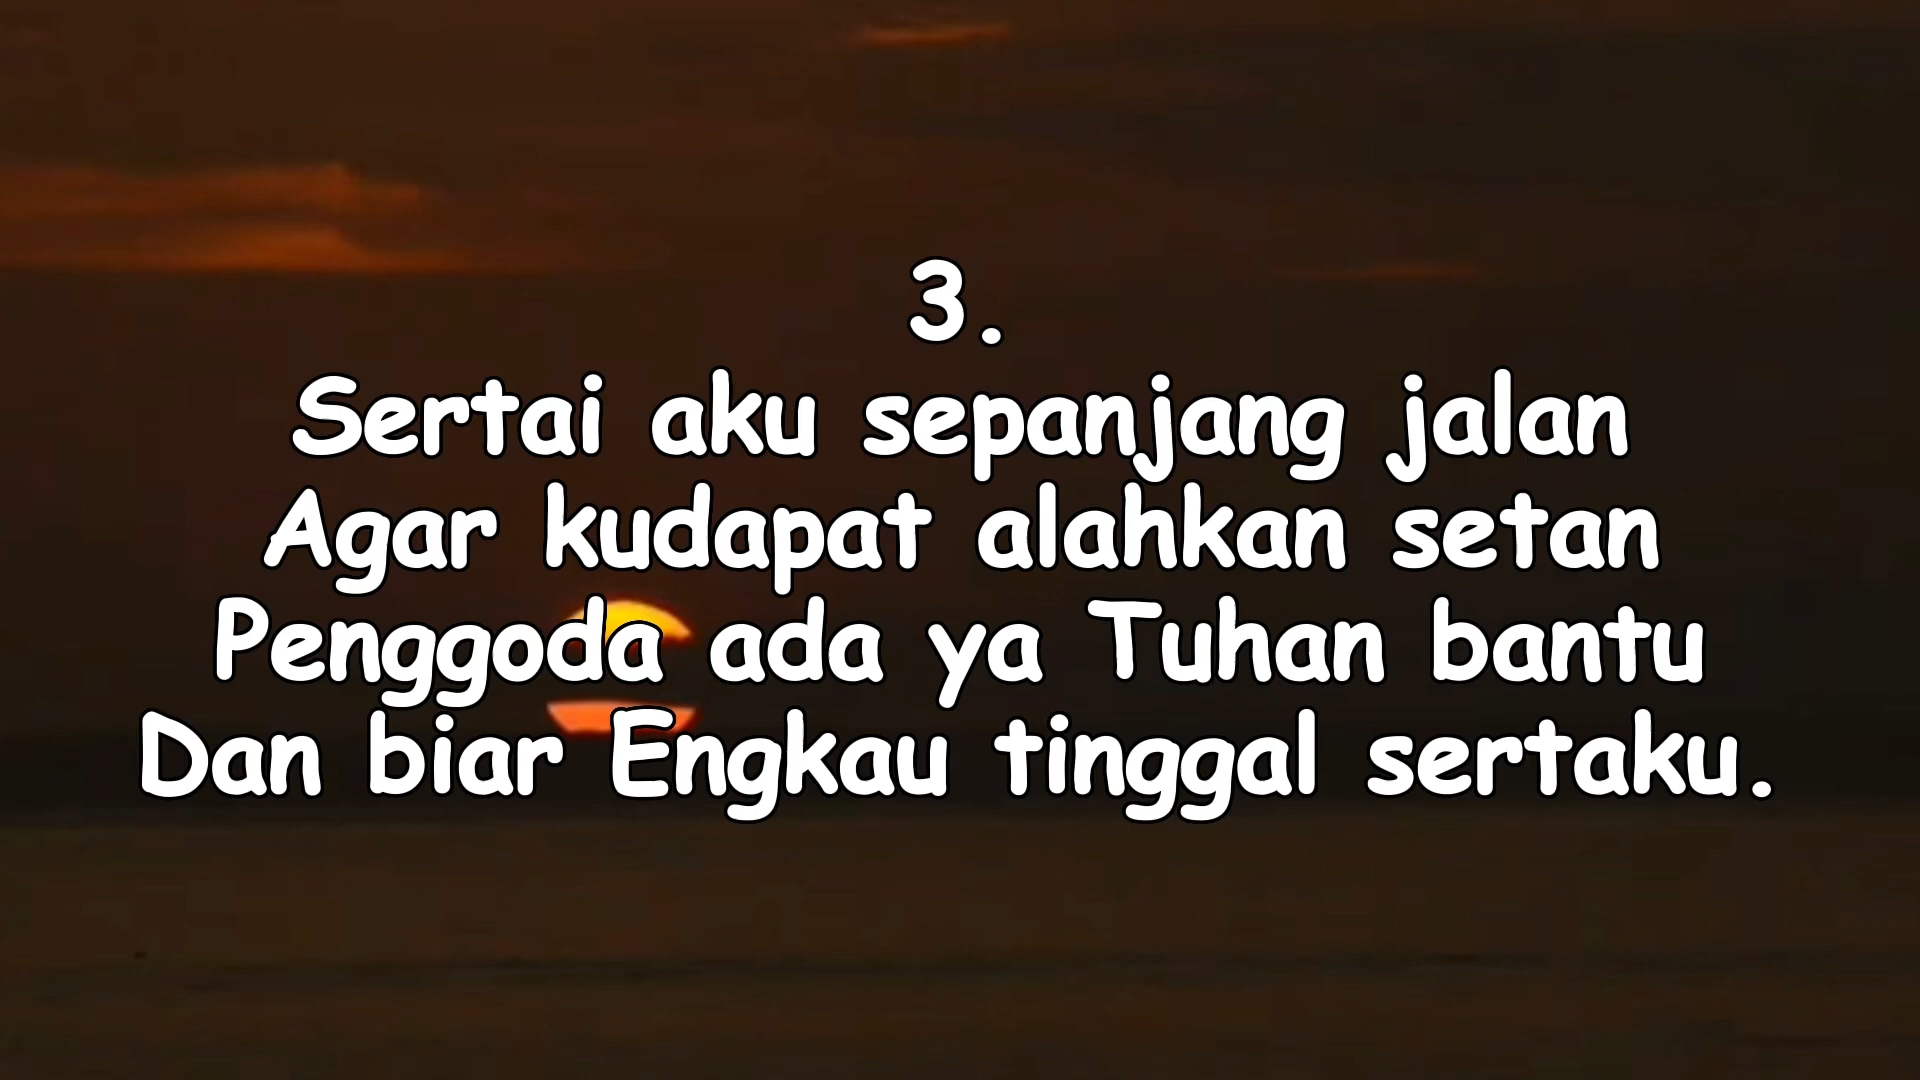 3.
Sertai aku sepanjang jalan
Agar kudapat alahkan setan
Penggoda ada ya Tuhan bantu
Dan biar Engkau tinggal sertaku.